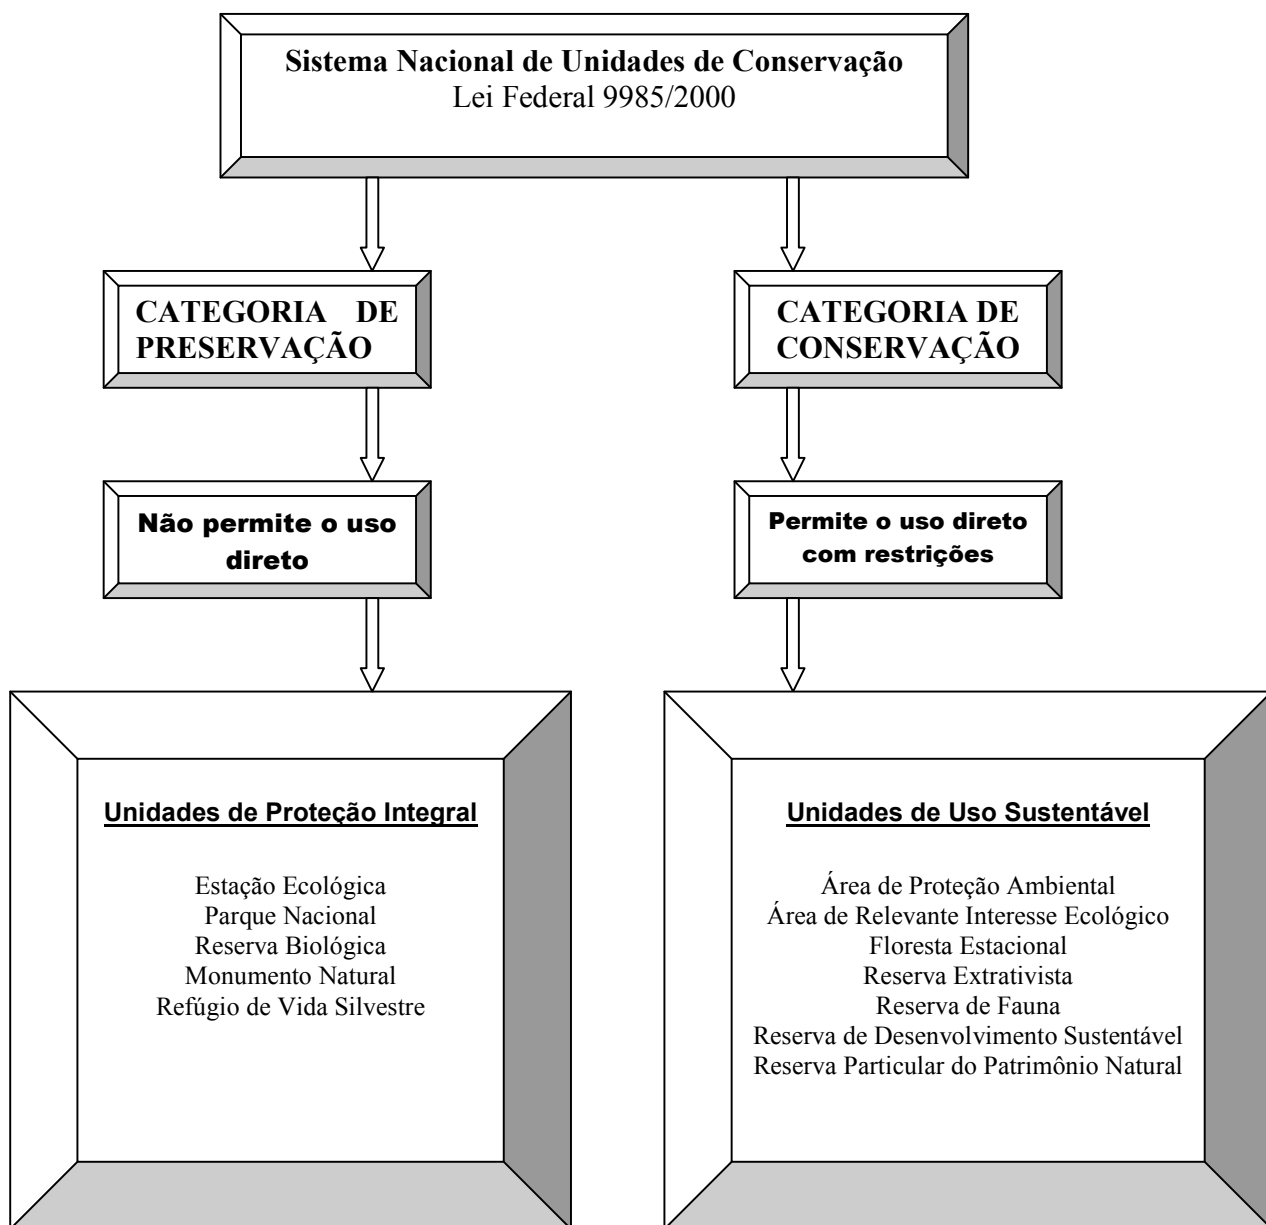 Sistema Nacional de Unidades de Conservação
Lei Federal 9985/2000
CATEGORIA DE
PRESERVAÇÃO
Não permite o uso
direto
Unidades de Proteção Integral
Estação Ecológica
Parque Nacional
Reserva Biológica
Monumento Natural
Refúgio de Vida Silvestre
CATEGORIA DE
CONSERVAÇÃO
Permite o uso direto
com restrições
Unidades de Uso Sustentável
Área de Proteção Ambiental
Área de Relevante Interesse Ecológico
Floresta Estacional
Reserva Extrativista
Reserva de Fauna
Reserva de Desenvolvimento Sustentável
Reserva Particular do Patrimônio Natural